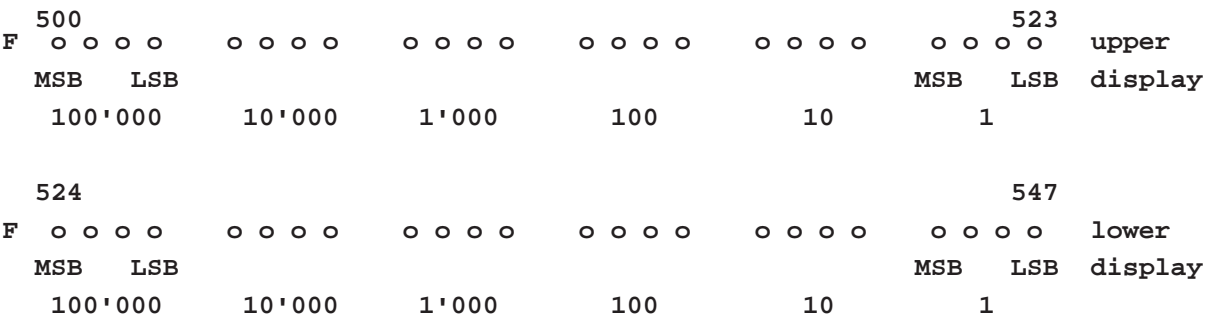 500 523
F o o o o o o o o o o o o o o o o o o o o o o o o upper
MSB LSB MSB LSB display
100'000 10'000 1'000 100 10 1
524 547
F o o o o o o o o o o o o o o o o o o o o o o o o lower
MSB LSB MSB LSB display
100'000 10'000 1'000 100 10 1